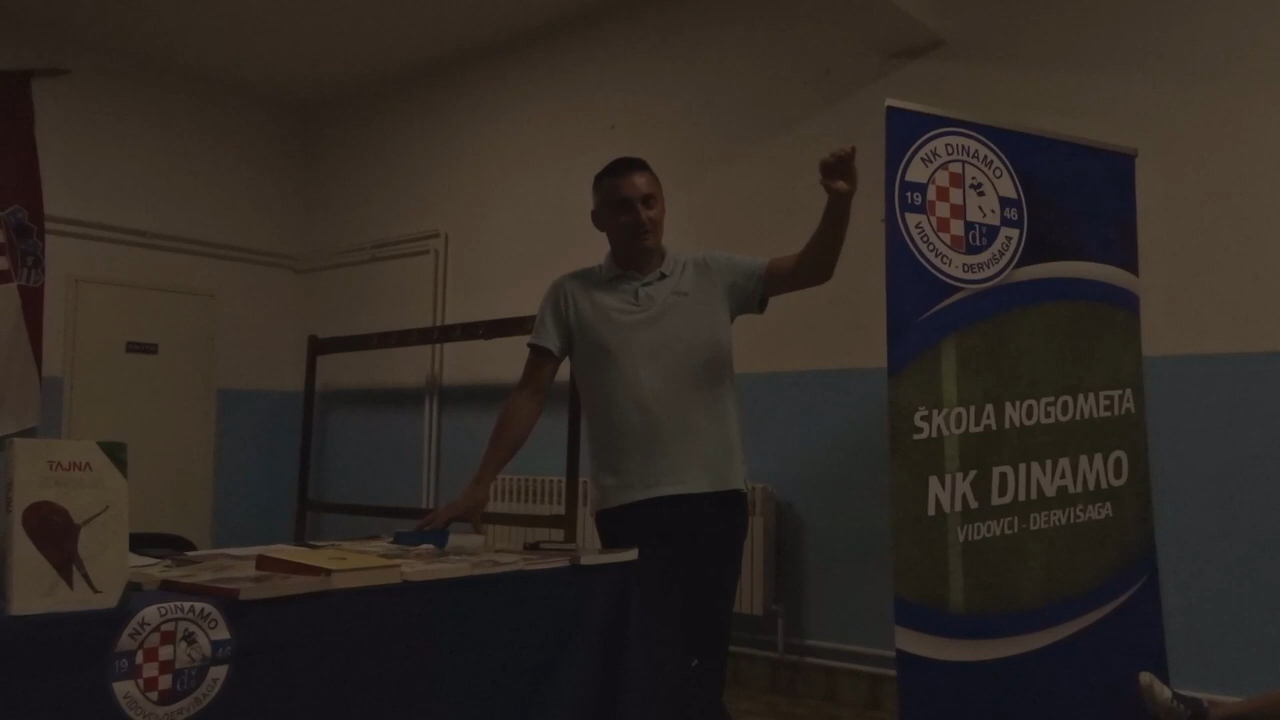 NK DINAMO
19 46
d V D
VIDOVCI - DERVIŠAGA
ŠKOLA NOGOMETA
NK DINAMO
VIDOVCI - DERVIŠAGA
TAJNA
NK DINAMO
19 46
d
VIDOVCI-DERVIŠAGA